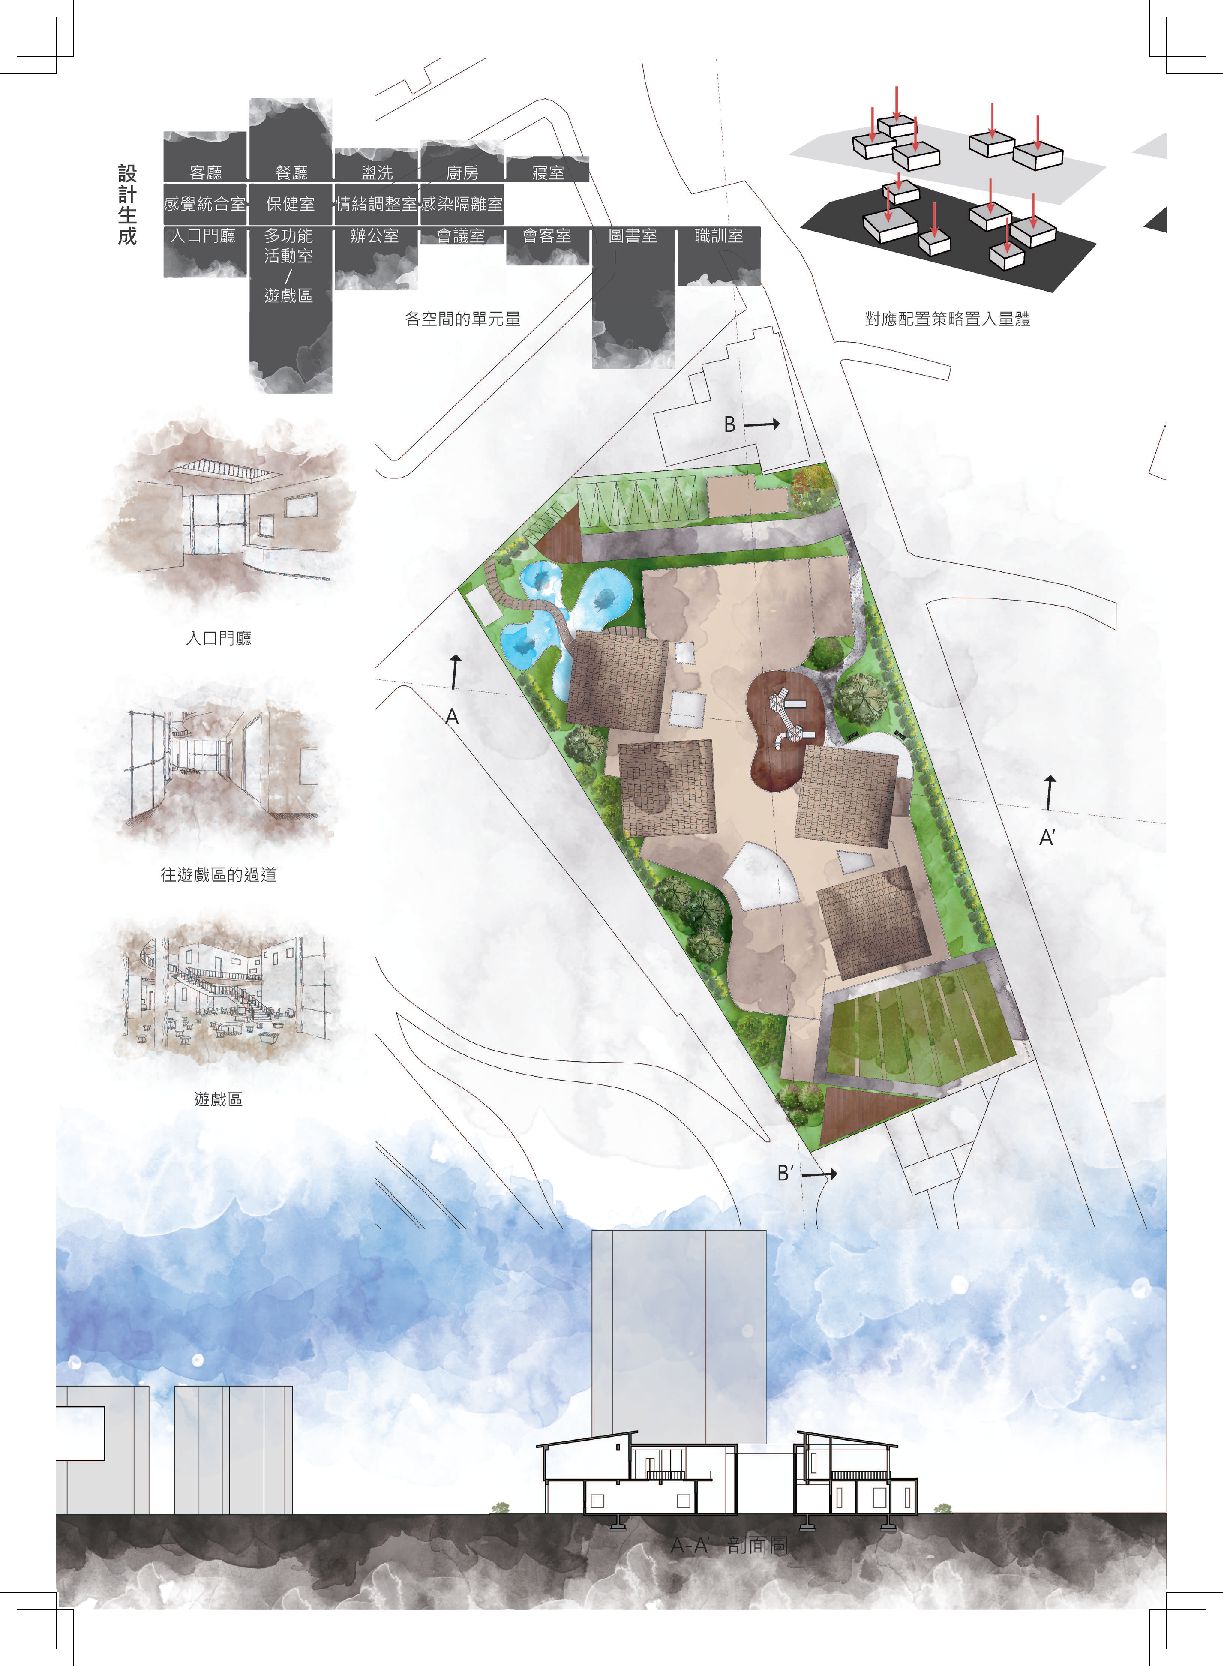 設計生成
客廳 餐廳 盥洗 廚房 寢室
感覺統合室 保健室 情緒調整室 感染隔離室
入口門廳 多功能 辦公室 會議室 會客室 圖書室 職訓室
活動室
/
遊戲區
各空間的單元量
對應配置策略置入量體
B
入口門廳
A
往遊戲區的過道
A’
遊戲區
B’
A-A’ 剖面圖